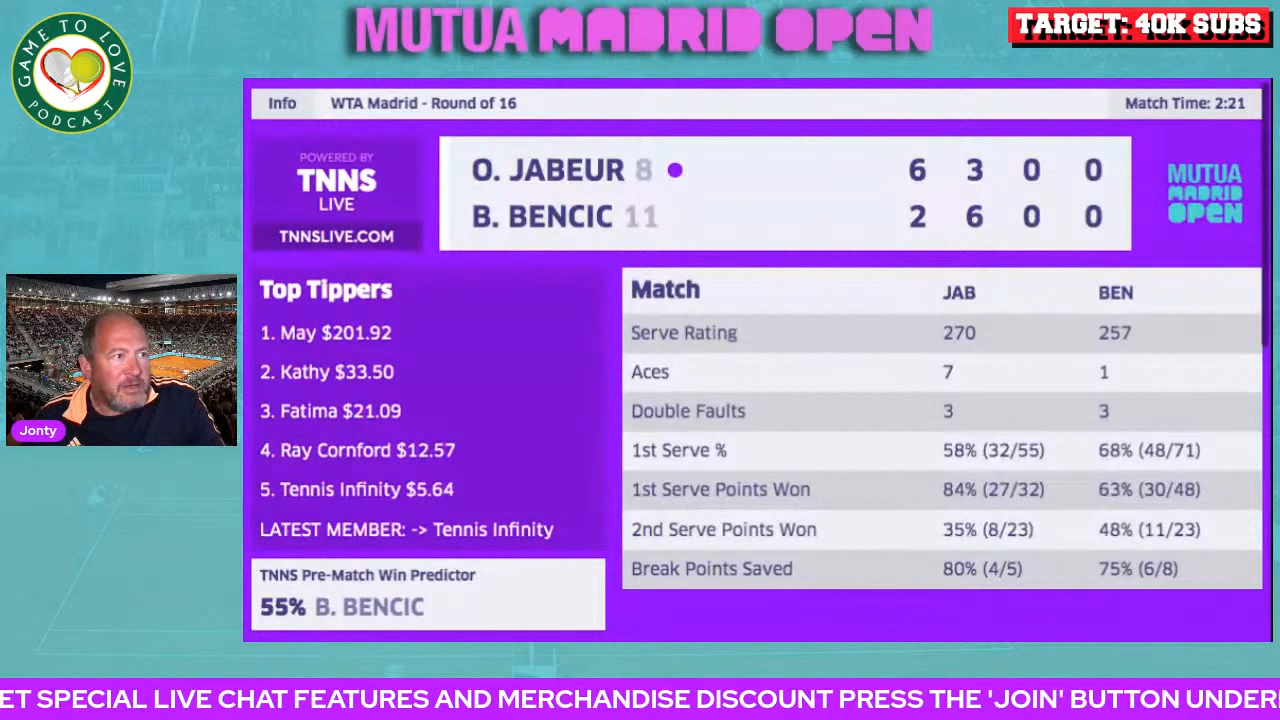 GAME TO LOVE
PODCAST
MUTUA MADRID OPEN
TARGET: 40K SUBS
Info WTA Madrid - Round of 16 Match Time: 2:21
POWERED BY
TNNS
LIVE
TNNSLIVE.COM
O. JABEUR 8 6 3 0 0
B. BENCIC 11 2 6 0 0
MUTUA
MADRID
OPEN
Top Tippers
1. May $201.92
2. Kathy $33.50
3. Fatima $21.09
4. Ray Cornford $12.57
5. Tennis Infinity $5.64
LATEST MEMBER: -> Tennis Infinity
TNNS Pre-Match Win Predictor
55% B. BENCIC
Match JAB BEN
Serve Rating 270 257
Aces 7 1
Double Faults 3 3
1st Serve % 58% (32/55) 68% (48/71)
1st Serve Points Won 84% (27/32) 63% (30/48)
2nd Serve Points Won 35% (8/23) 48% (11/23)
Break Points Saved 80% (4/5) 75% (6/8)
Jonty
ET SPECIAL LIVE CHAT FEATURES AND MERCHANDISE DISCOUNT PRESS THE 'JOIN' BUTTON UNDER